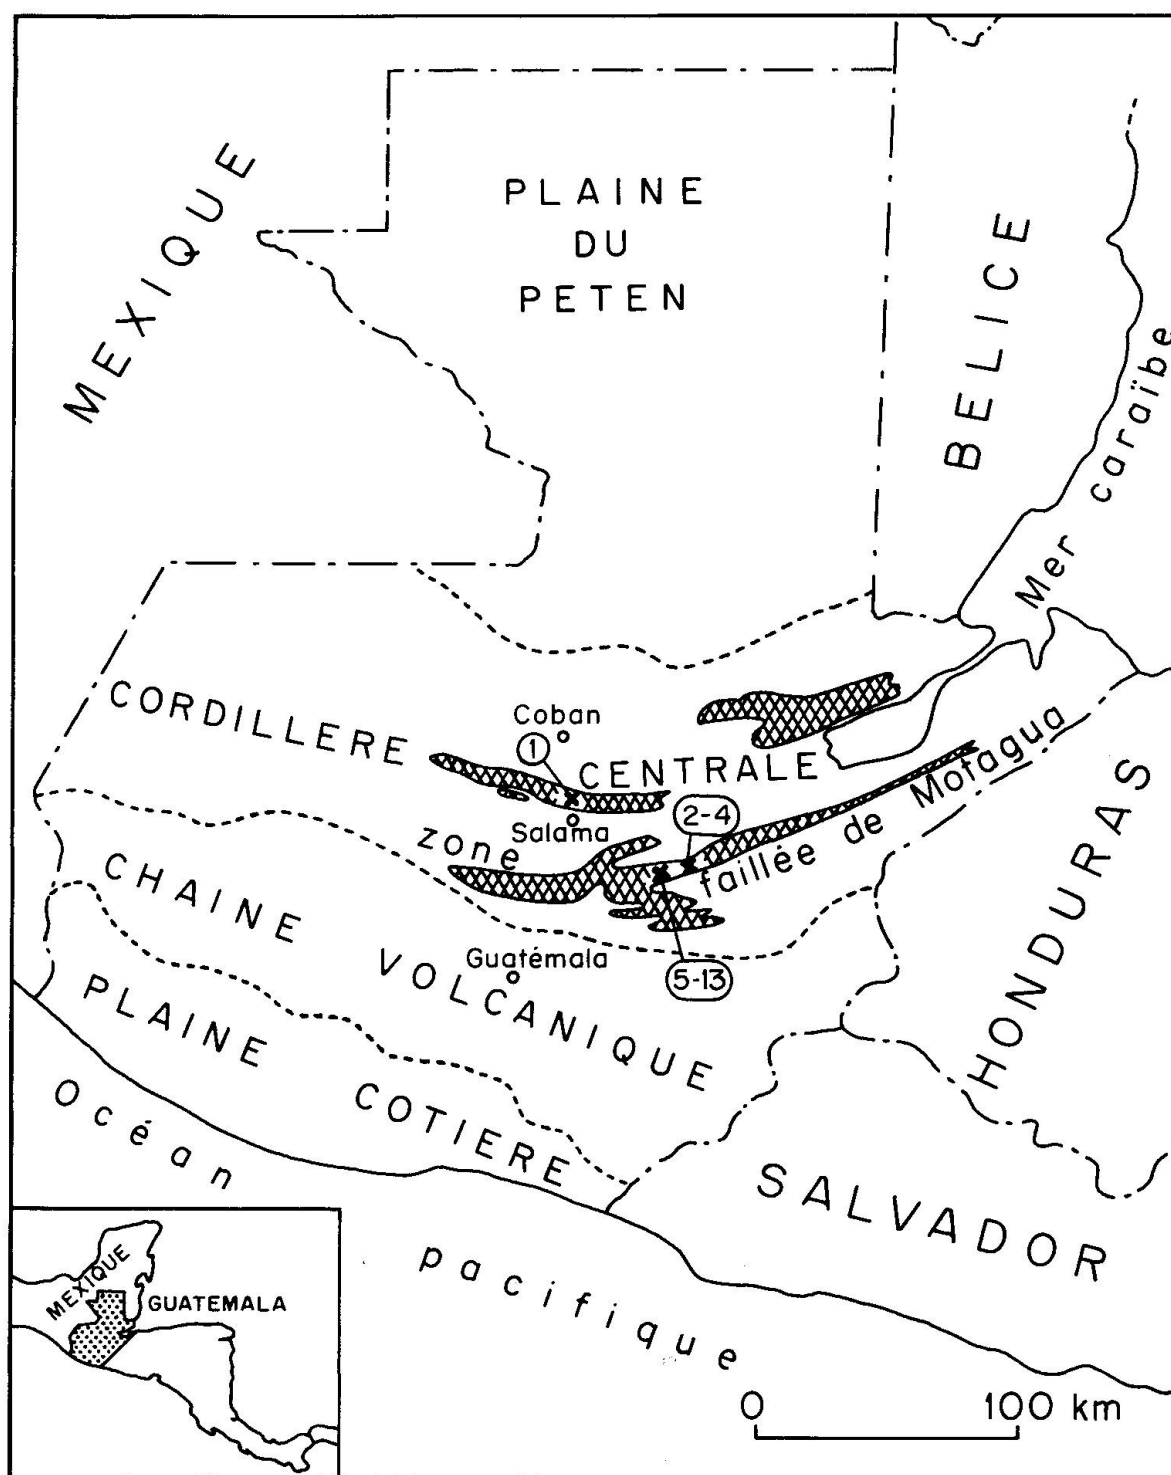 PLAINE
DU
PETEN
MEXIQUE
BELICE
Mer caraïbe
CORDILLERE CENTRALE
Coban
1
Salama
2-4
zone faillée de Motagua
CHAINE VOLCANIQUE
Guatémala
5-13
HONDURAS
PLAINE COTIERE
Océan pacifique
SALVADOR
MEXIQUE
GUATEMALA
0 100 km